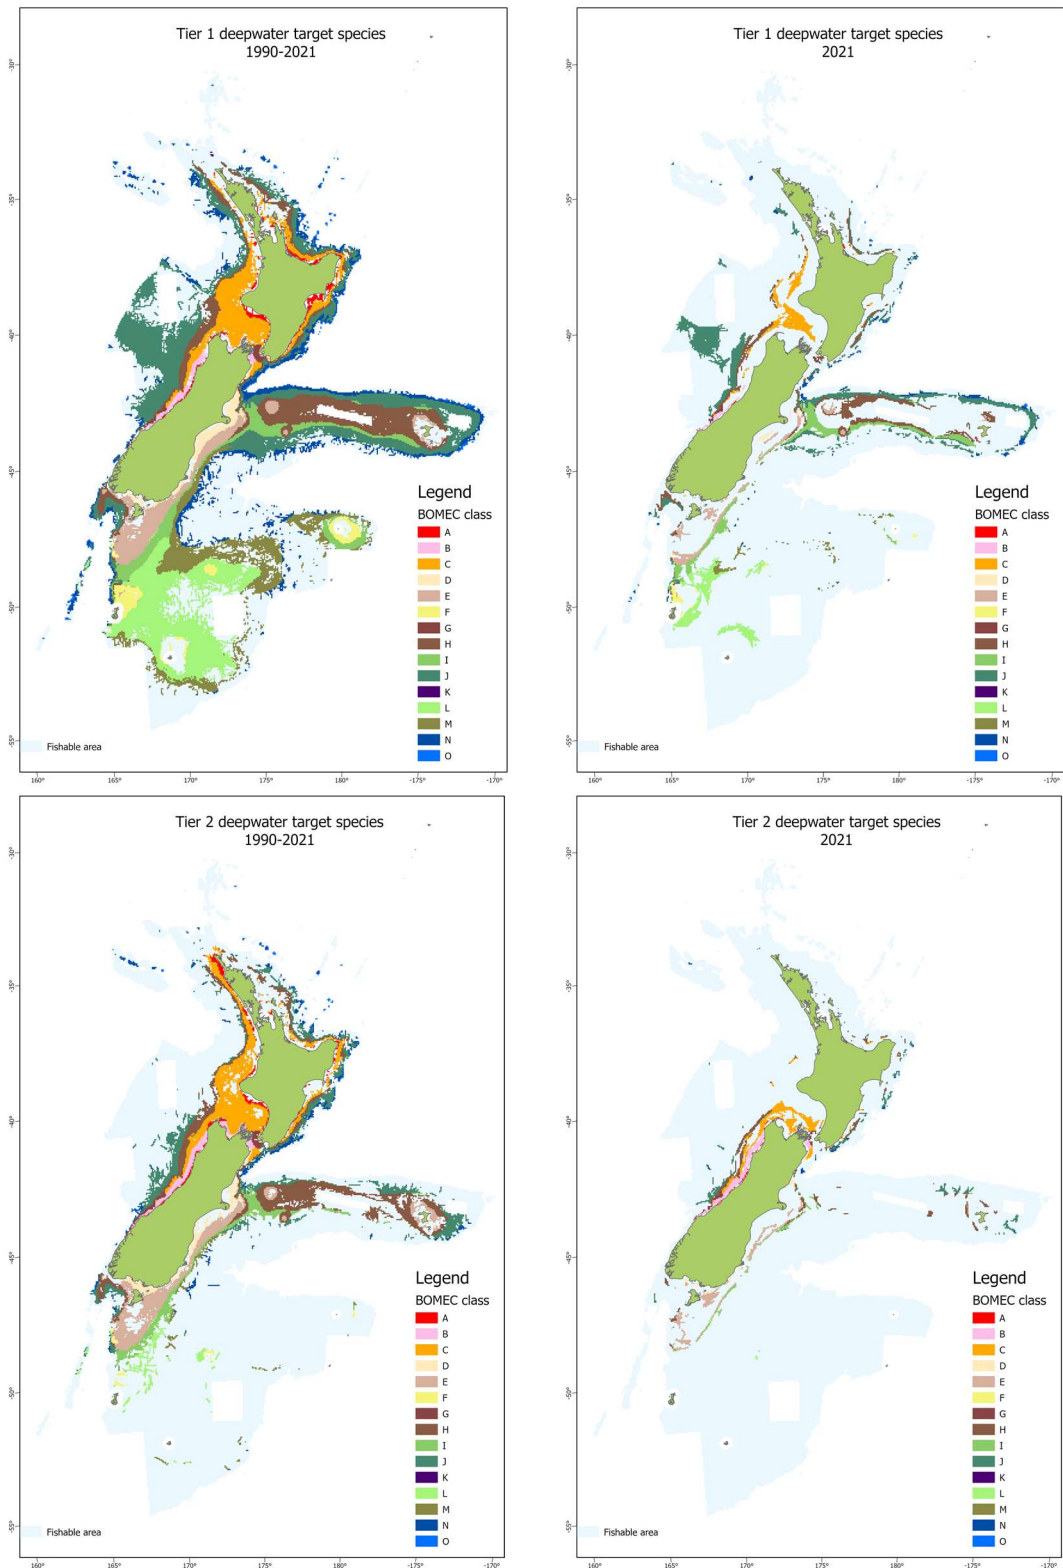 Tier 1 deepwater target species
1990-2021
-30°
-35°
-40°
-45°
-50°
-55°
Legend
BOMEC class
A
B
C
D
E
F
G
H
I
J
K
L
M
N
O
Fishable area
160°
165°
170°
175°
180°
-175°
-170°
Tier 1 deepwater target species
2021
-30°
-35°
-40°
-45°
-50°
-55°
Legend
BOMEC class
A
B
C
D
E
F
G
H
I
J
K
L
M
N
O
Fishable area
160°
165°
170°
175°
180°
-175°
-170°
Tier 2 deepwater target species
1990-2021
-30°
-35°
-40°
-45°
-50°
-55°
Legend
BOMEC class
A
B
C
D
E
F
G
H
I
J
K
L
M
N
O
Fishable area
160°
165°
170°
175°
180°
-175°
-170°
Tier 2 deepwater target species
2021
-30°
-35°
-40°
-45°
-50°
-55°
Legend
BOMEC class
A
B
C
D
E
F
G
H
I
J
K
L
M
N
O
Fishable area
160°
165°
170°
175°
180°
-175°
-170°